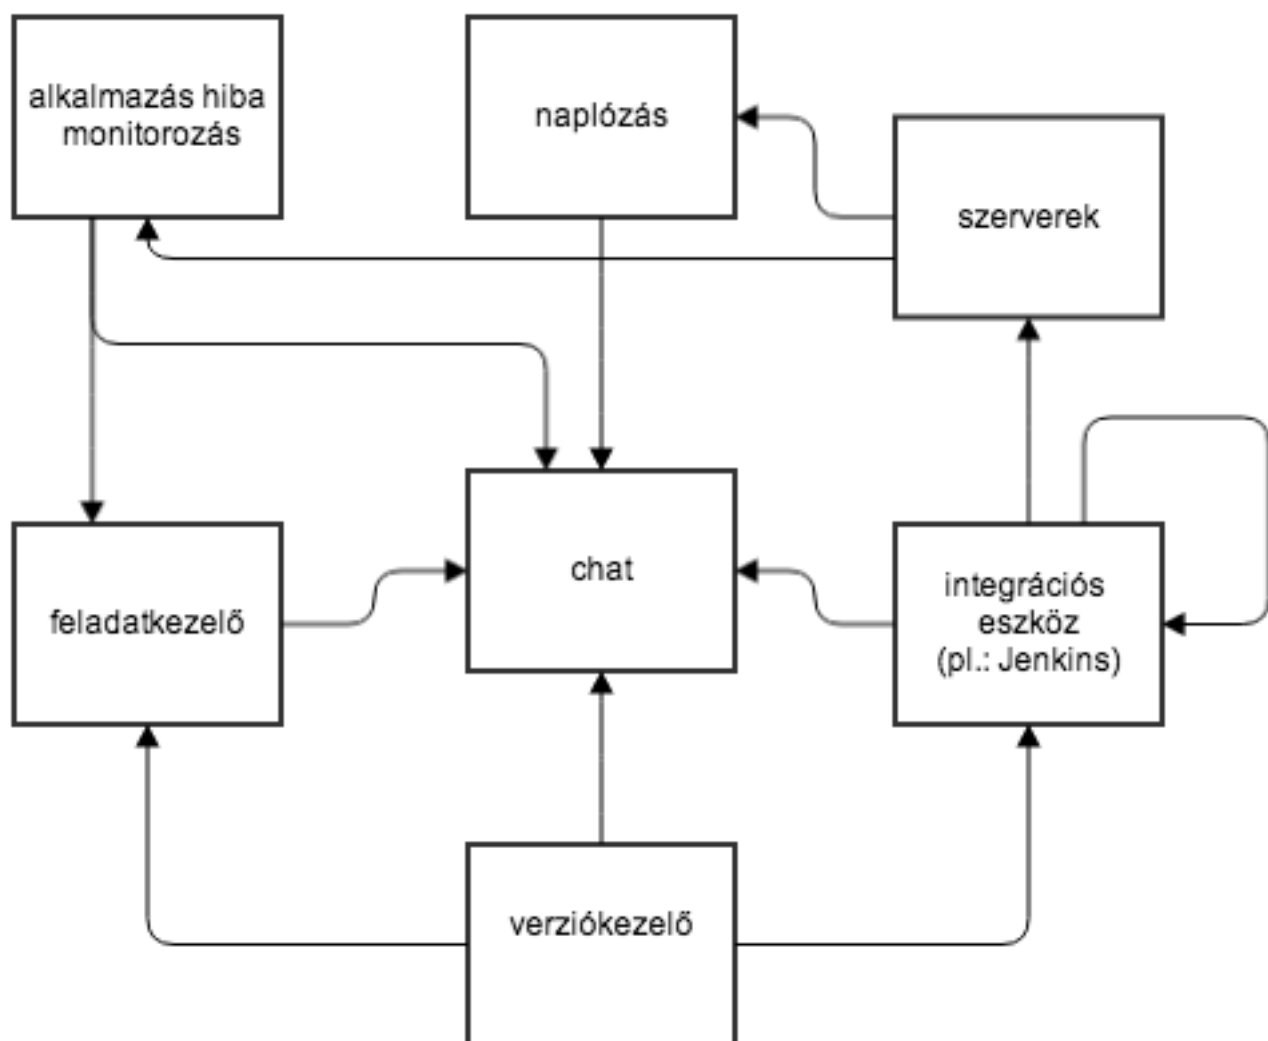 alkalmazás hiba
monitorozás
naplózás
szerverek
chat
feladatkezelő
integrációs
eszköz
(pl.: Jenkins)
verziókezelő